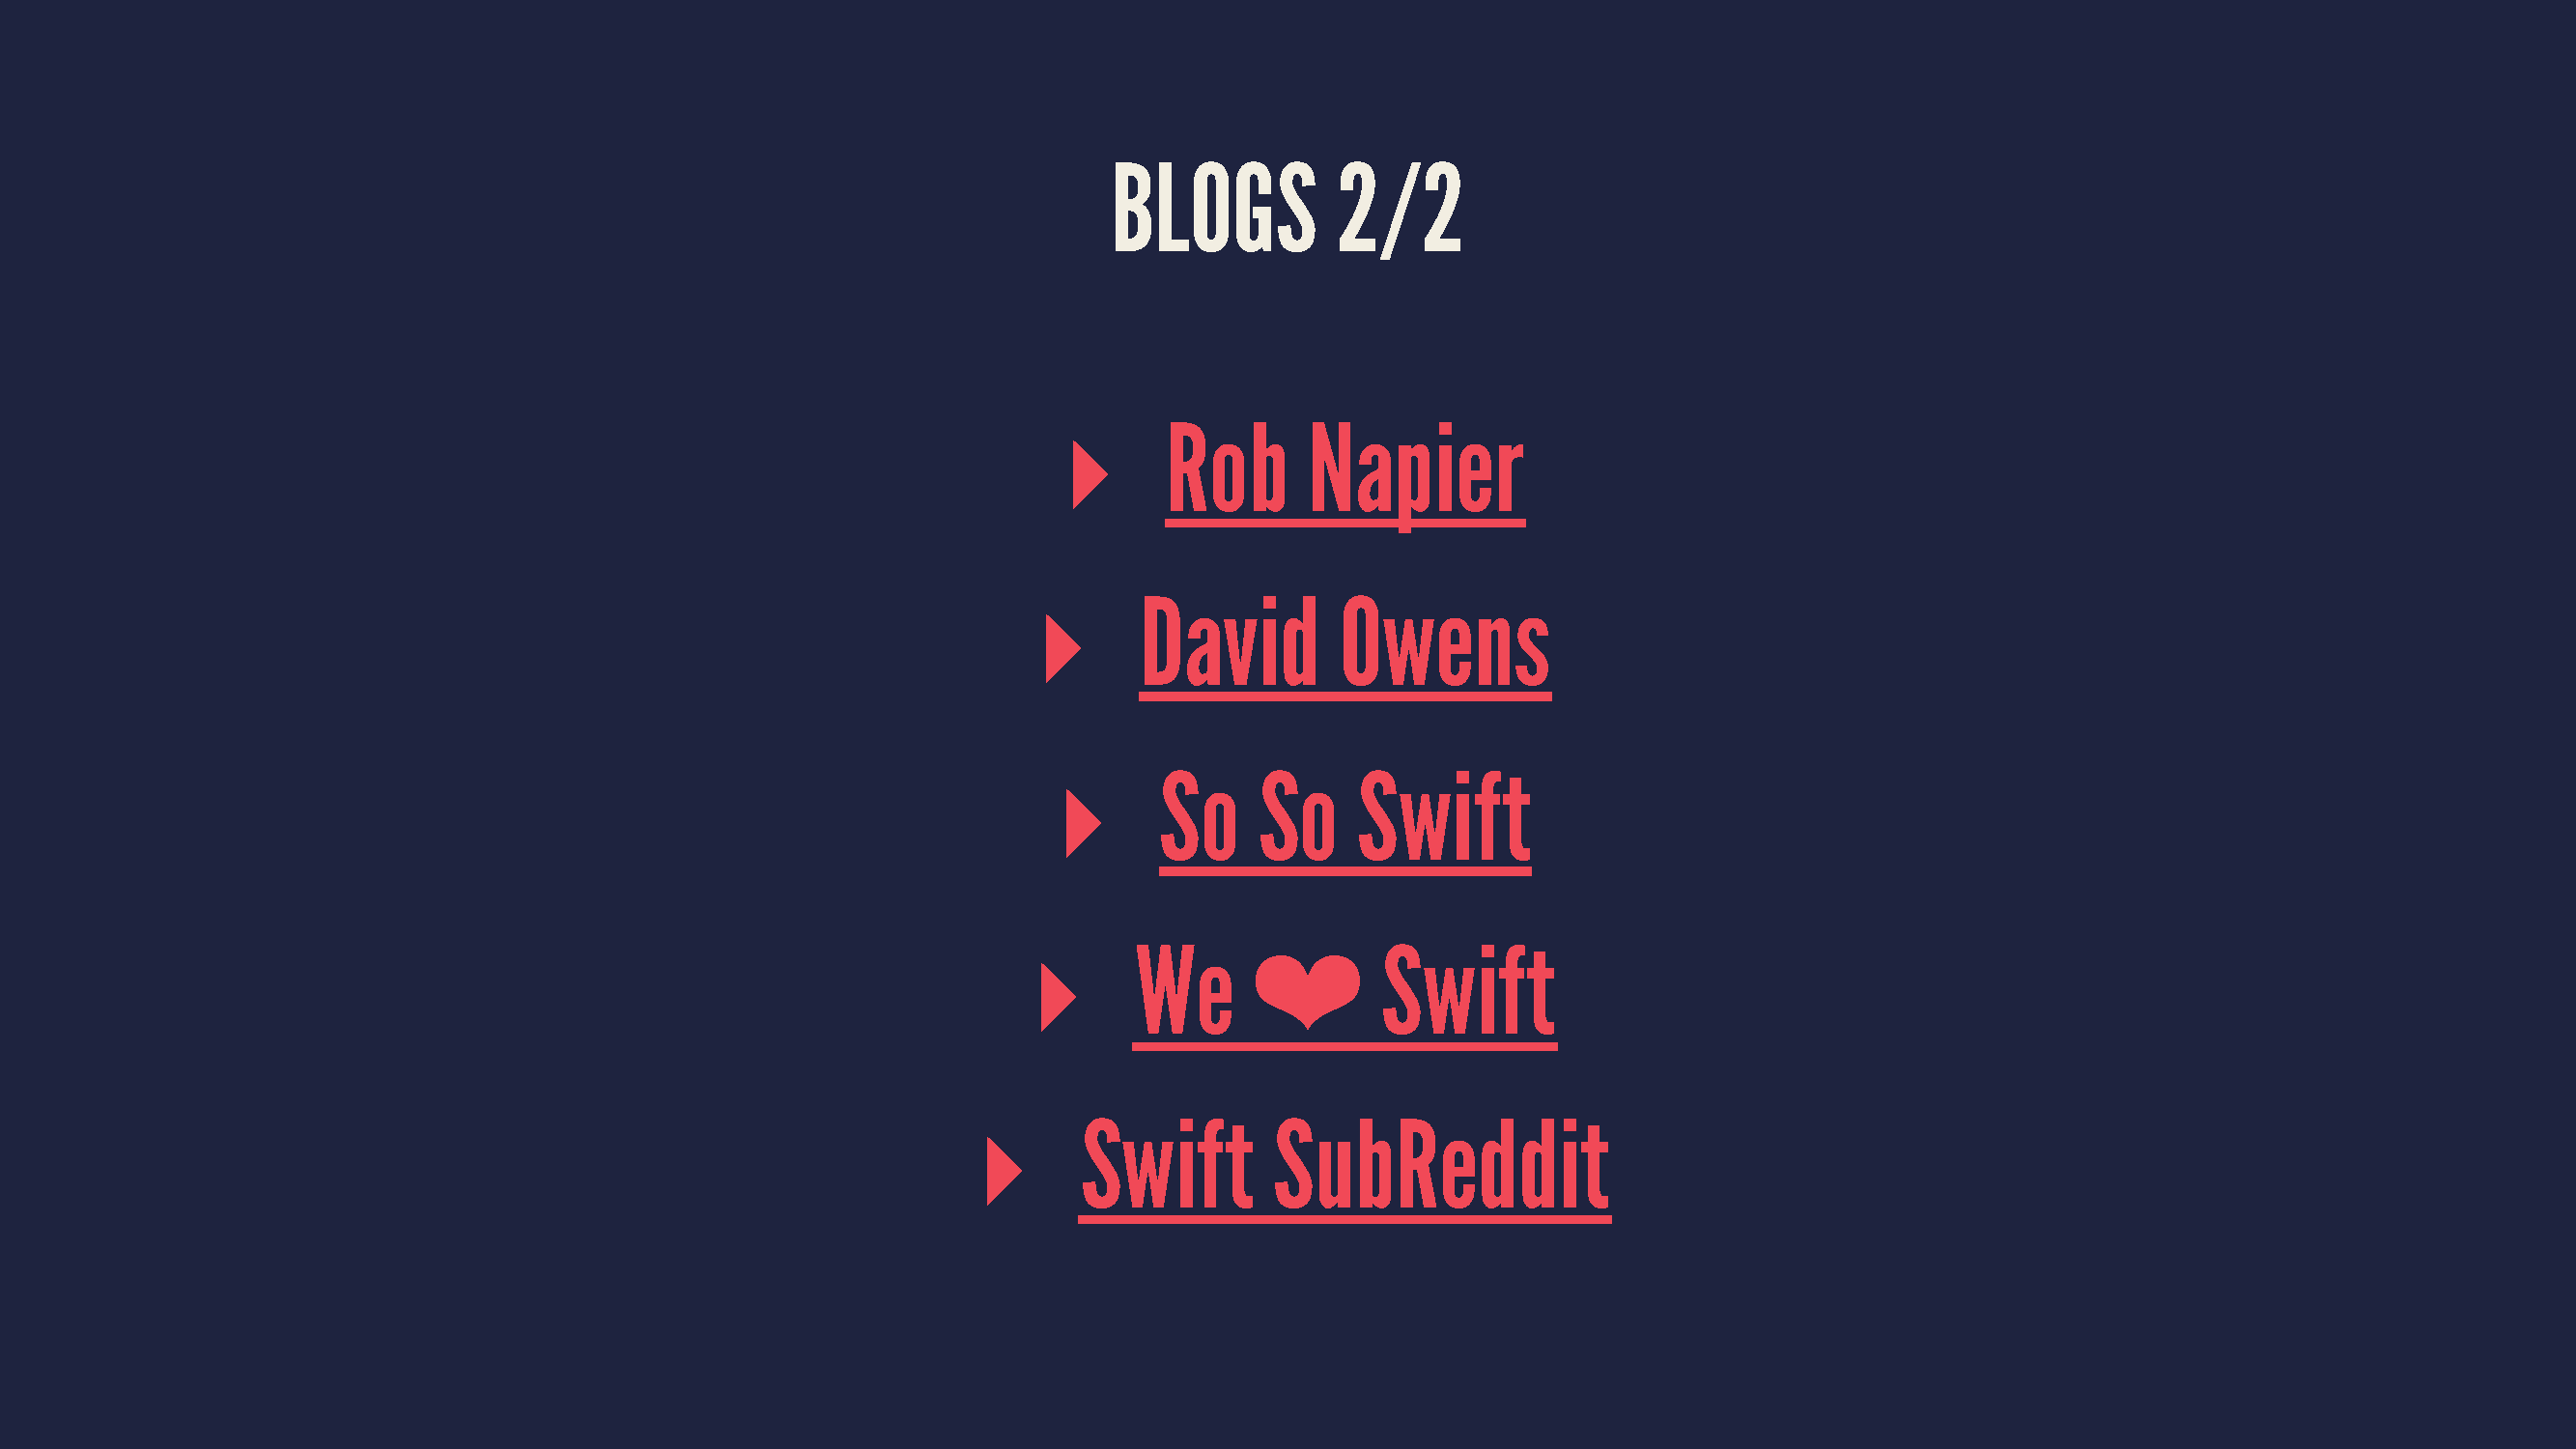 BLOGS 2/2
▸ Rob Napier
▸ David Owens
▸ So So Swift
▸ We ❤ Swift
▸ Swift SubReddit